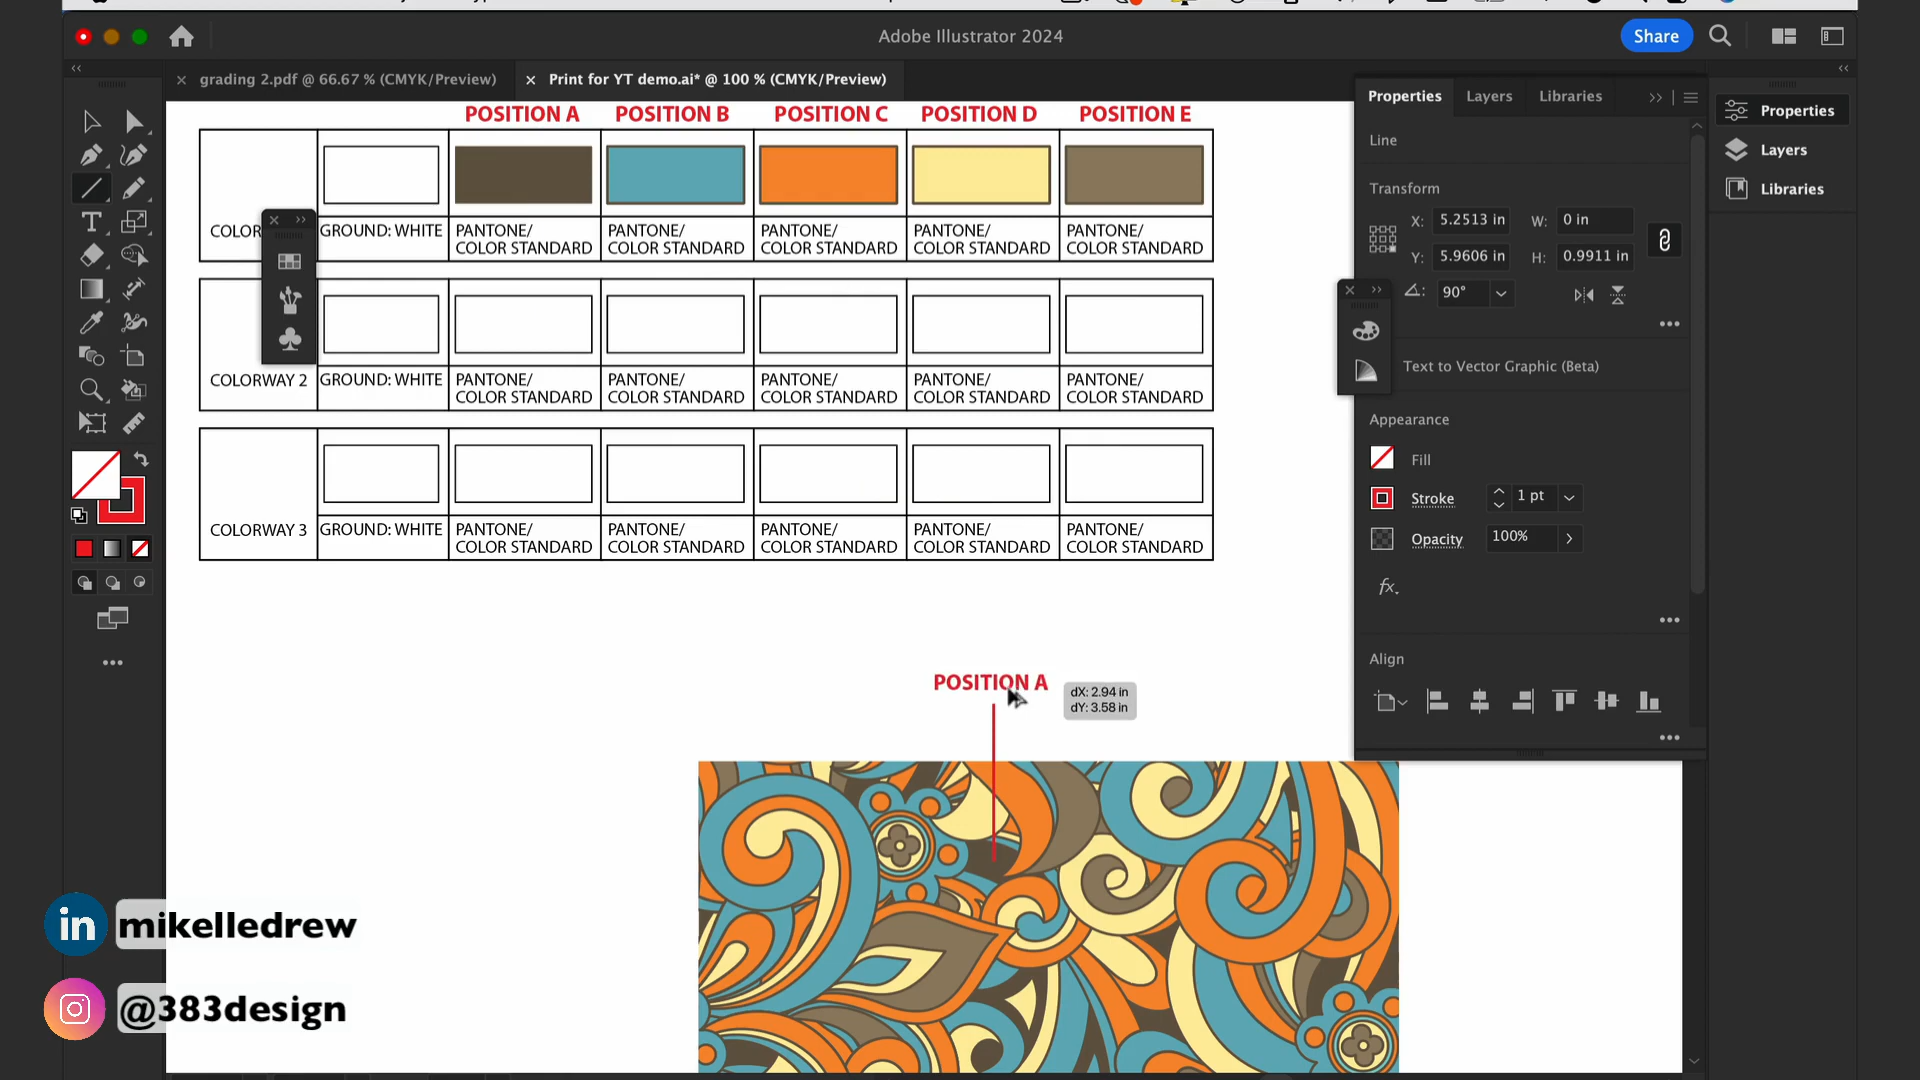 Adobe Illustrator 2024
Share
grading 2.pdf @ 66.67 % (CMYK/Preview)
Print for YT demo.ai* @ 100 % (CMYK/Preview)
POSITION A POSITION B POSITION C POSITION D POSITION E
COLOR
GROUND: WHITE
PANTONE/
COLOR STANDARD
PANTONE/
COLOR STANDARD
PANTONE/
COLOR STANDARD
PANTONE/
COLOR STANDARD
PANTONE/
COLOR STANDARD
COLORWAY 2
GROUND: WHITE
PANTONE/
COLOR STANDARD
PANTONE/
COLOR STANDARD
PANTONE/
COLOR STANDARD
PANTONE/
COLOR STANDARD
PANTONE/
COLOR STANDARD
COLORWAY 3
GROUND: WHITE
PANTONE/
COLOR STANDARD
PANTONE/
COLOR STANDARD
PANTONE/
COLOR STANDARD
PANTONE/
COLOR STANDARD
PANTONE/
COLOR STANDARD
POSITION A
dX: 2.94 in
dY: 3.58 in
Properties Layers Libraries
Line
Transform
X: 5.2513 in W: 0 in
Y: 5.9606 in H: 0.9911 in
90°
Text to Vector Graphic (Beta)
Appearance
Fill
Stroke 1 pt
Opacity 100%
fx.
Align
Properties
Layers
Libraries
in mikelledrew
@383design